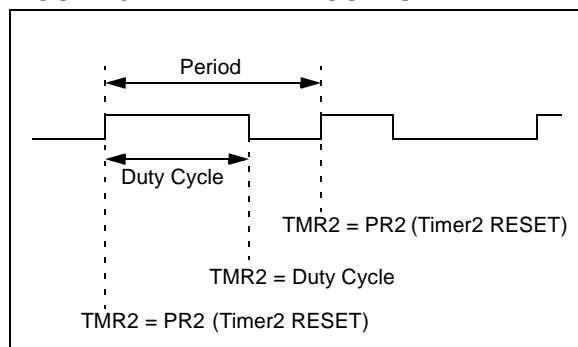 Period
Duty Cycle
TMR2 = PR2 (Timer2 RESET)
TMR2 = Duty Cycle
TMR2 = PR2 (Timer2 RESET)